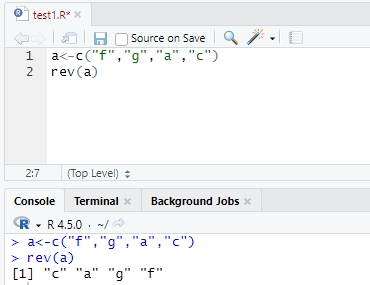 test1.R* ×
Source on Save
1 a<-c("f","g","a","c")
2 rev(a)
2:7 (Top Level)
Console Terminal × Background Jobs ×
R 4.5.0 · ~/
> a<-c("f","g","a","c")
> rev(a)
[1] "c" "a" "g" "f"